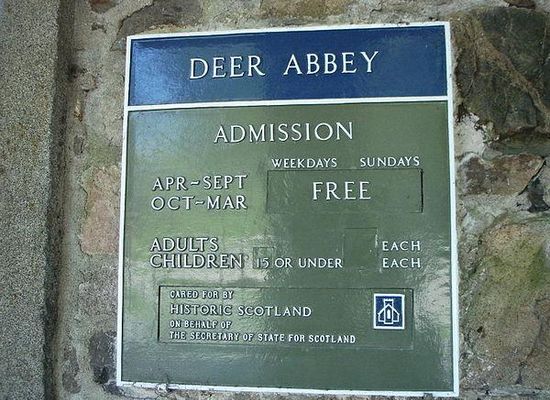 DEER ABBEY
ADMISSION
WEEKDAYS SUNDAYS
APR-SEPT
FREE
OCT-MAR
ADULTS EACH
CHILDREN 15 OR UNDER EACH
CARED FOR BY
HISTORIC SCOTLAND
ON BEHALF OF
THE SECRETARY OF STATE FOR SCOTLAND